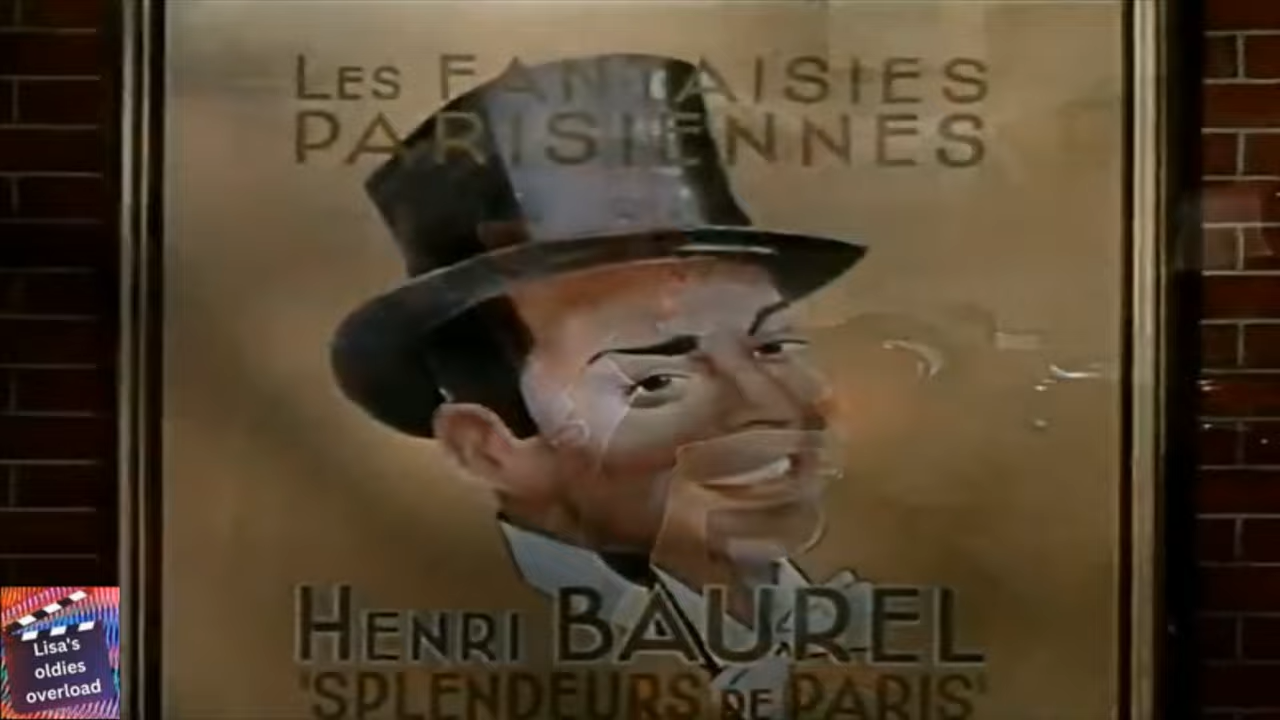 LES FANTAISIES
PARISIENNES
HENRI BAUREL
'SPLENDEURS DE PARIS'
Lisa's
oldies
overload